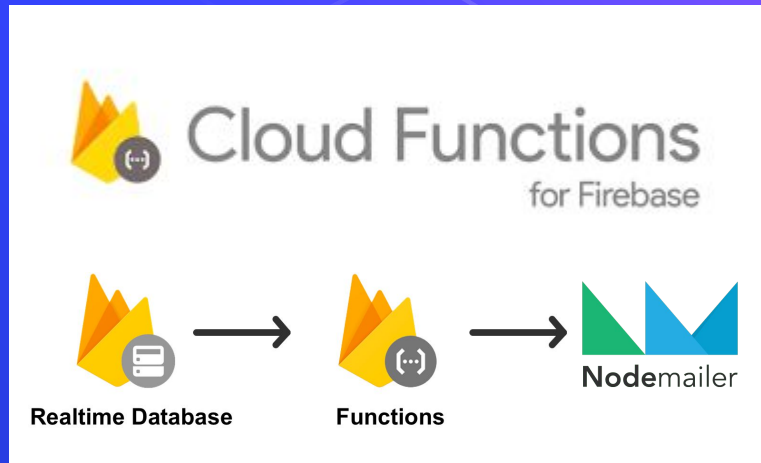 Cloud Functions
for Firebase
Realtime Database
Functions
Nodemailer